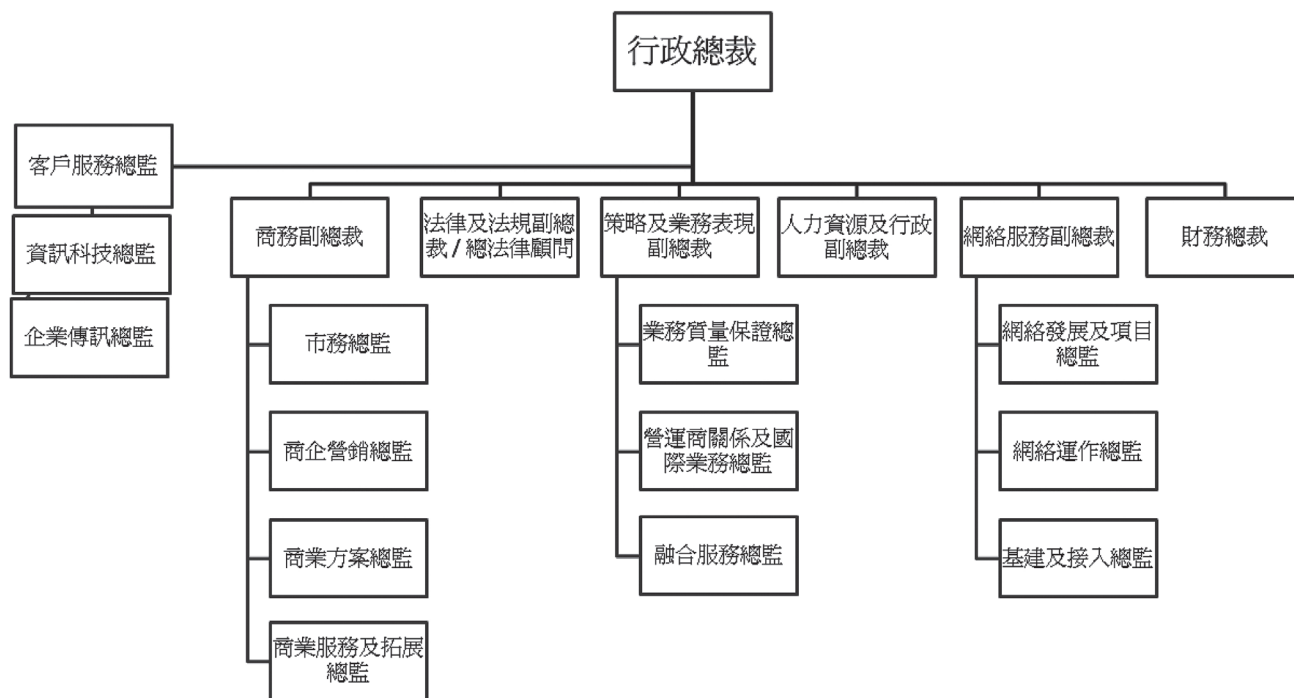 行政總裁
客戶服務總監
資訊科技總監
企業傳訊總監
商務副總裁
法律及法規副總
裁 / 總法律顧問
策略及業務表現
副總裁
人力資源及行政
副總裁
網絡服務副總裁
財務總裁
市務總監
商企營銷總監
商業方案總監
商業服務及拓展
總監
業務質量保證總
監
營運商關係及國
際業務總監
融合服務總監
網絡發展及項目
總監
網絡運作總監
基建及接入總監